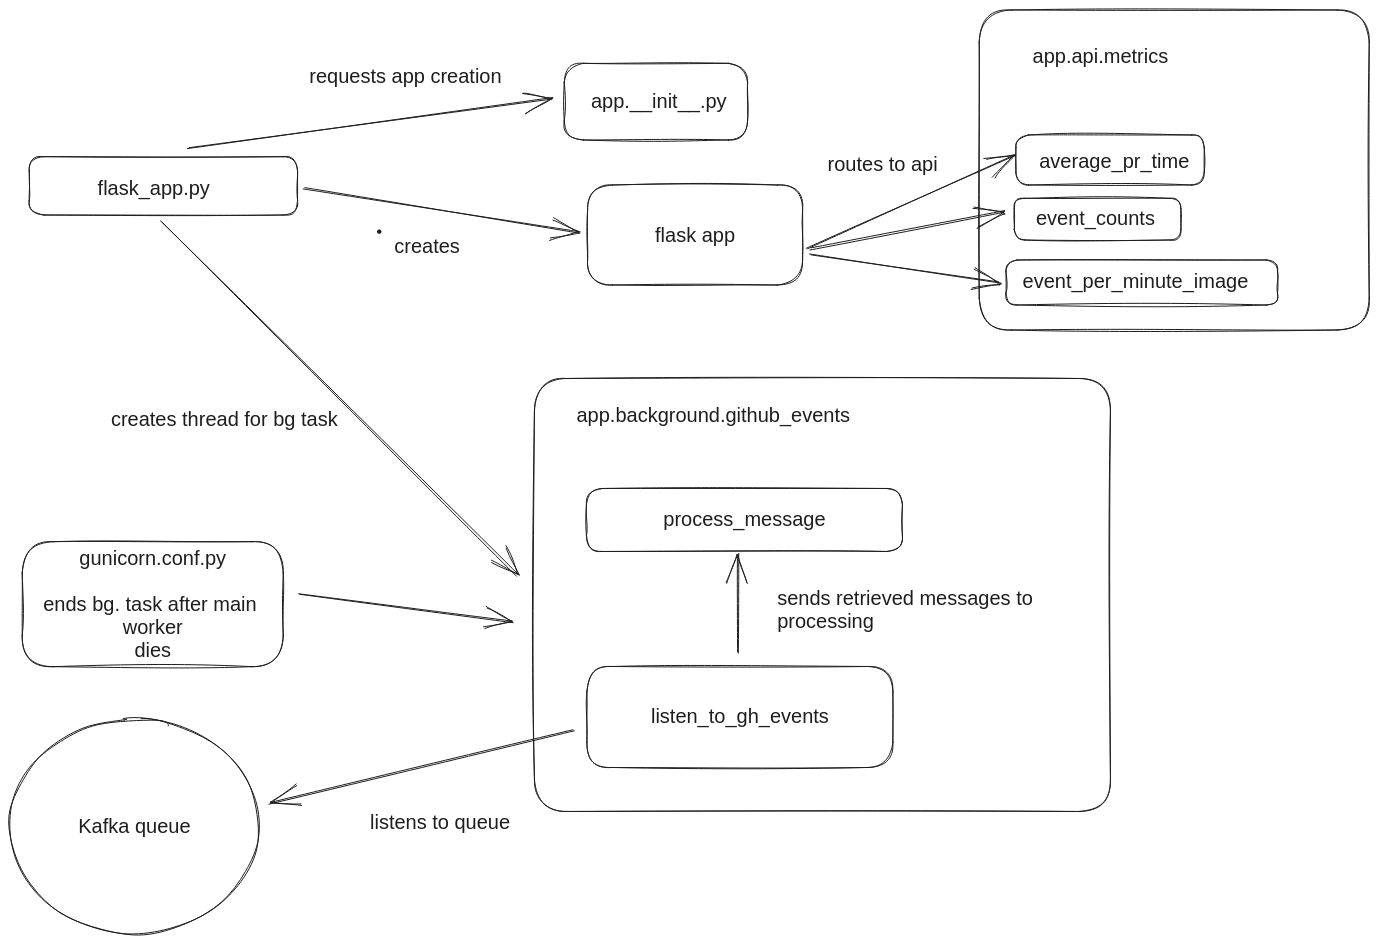 app.api.metrics
requests app creation
app.__init__.py
routes to api
average_pr_time
flask_app.py
event_counts
flask app
creates
event_per_minute_image
app.background.github_events
creates thread for bg task
process_message
gunicorn.conf.py
ends bg. task after main
worker
dies
sends retrieved messages to
processing
listen_to_gh_events
listens to queue
Kafka queue